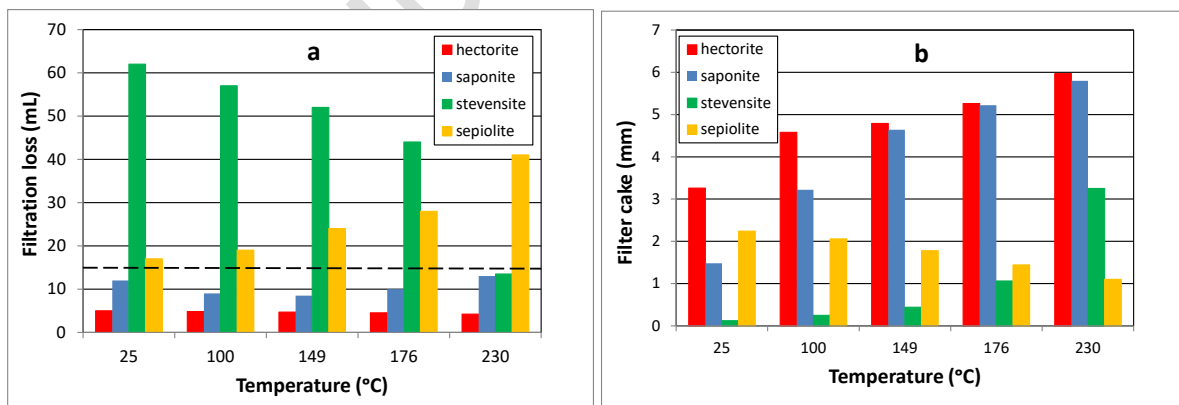 a
Filtration loss (mL)
70
60
50
40
30
20
10
0
hectorite
saponite
stevensite
sepiolite
25 100 149 176 230
Temperature (°C)
b
Filter cake (mm)
7
6
5
4
3
2
1
0
hectorite
saponite
stevensite
sepiolite
25 100 149 176 230
Temperature (°C)